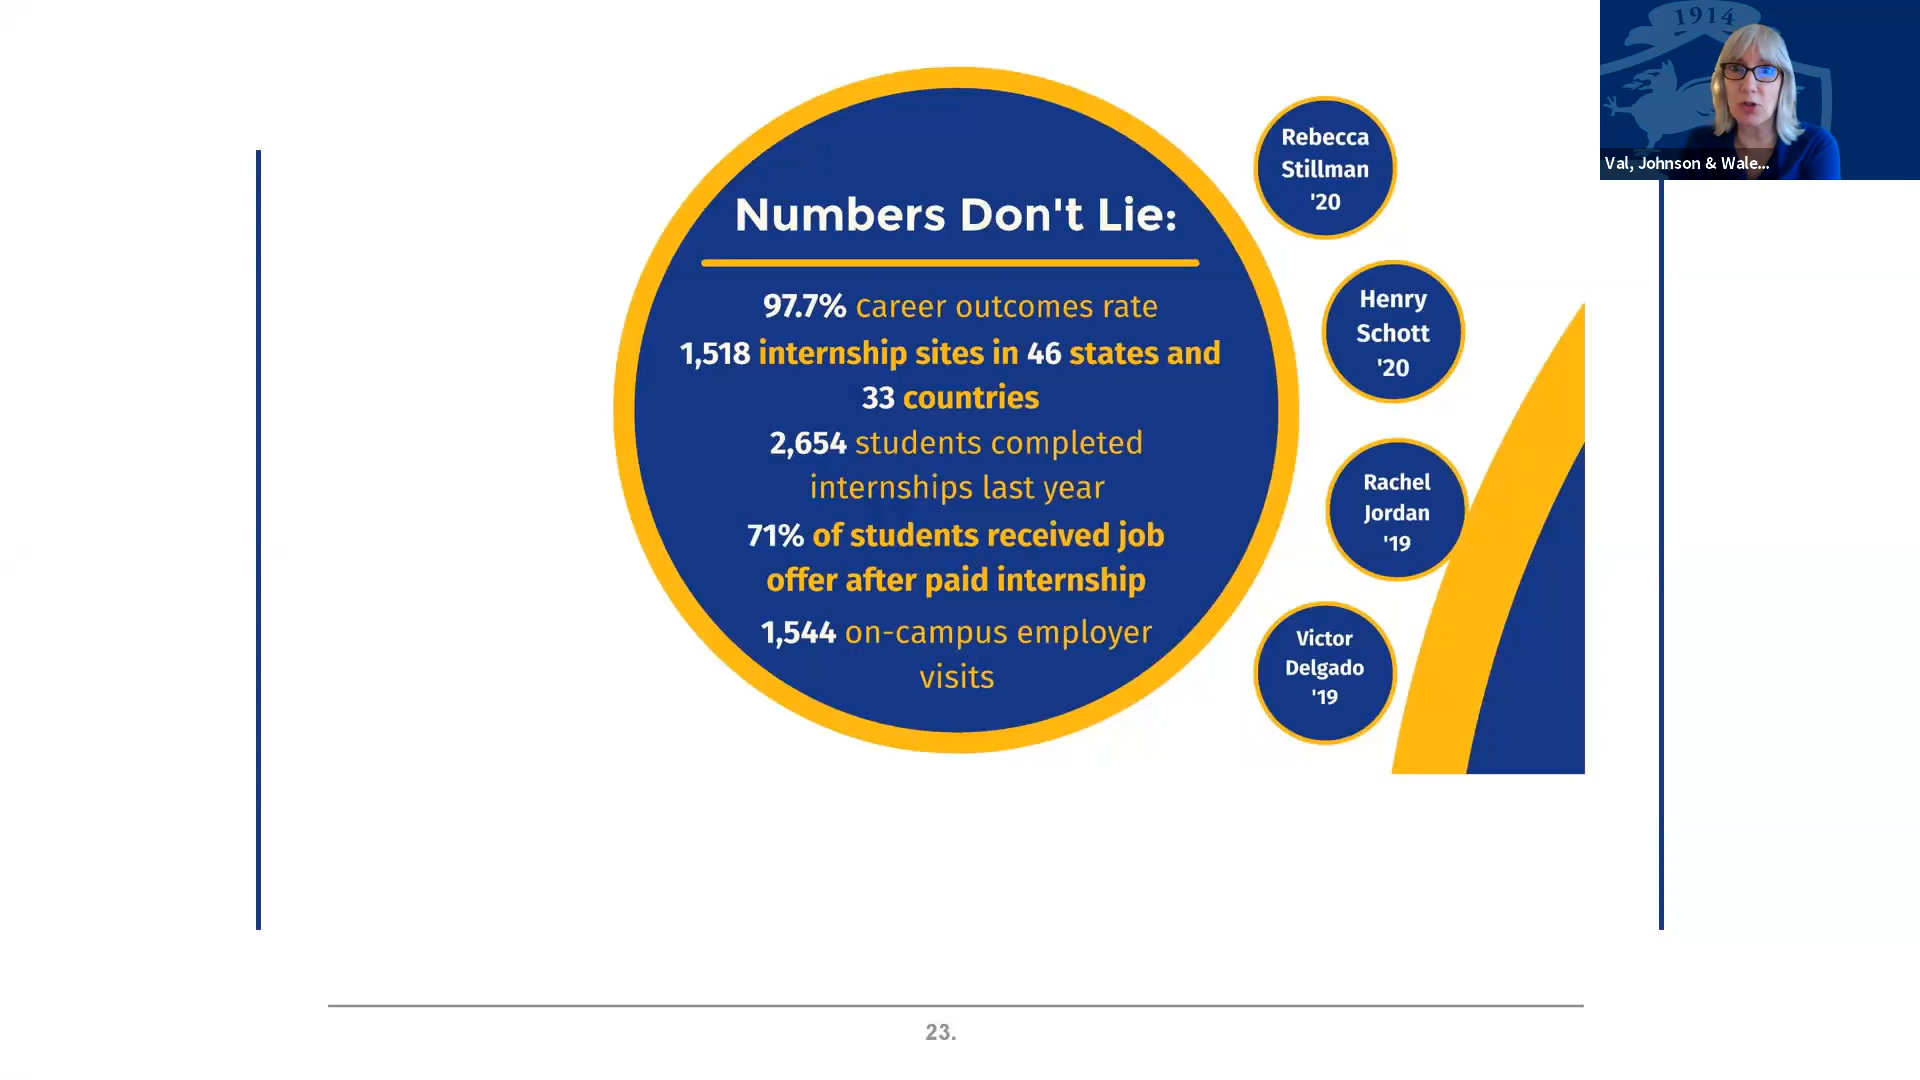 1914
Val, Johnson & Wale...
Numbers Don't Lie:
97.7% career outcomes rate
1,518 internship sites in 46 states and
33 countries
2,654 students completed
internships last year
71% of students received job
offer after paid internship
1,544 on-campus employer
visits
Rebecca
Stillman
'20
Henry
Schott
'20
Rachel
Jordan
'19
Victor
Delgado
'19
23.